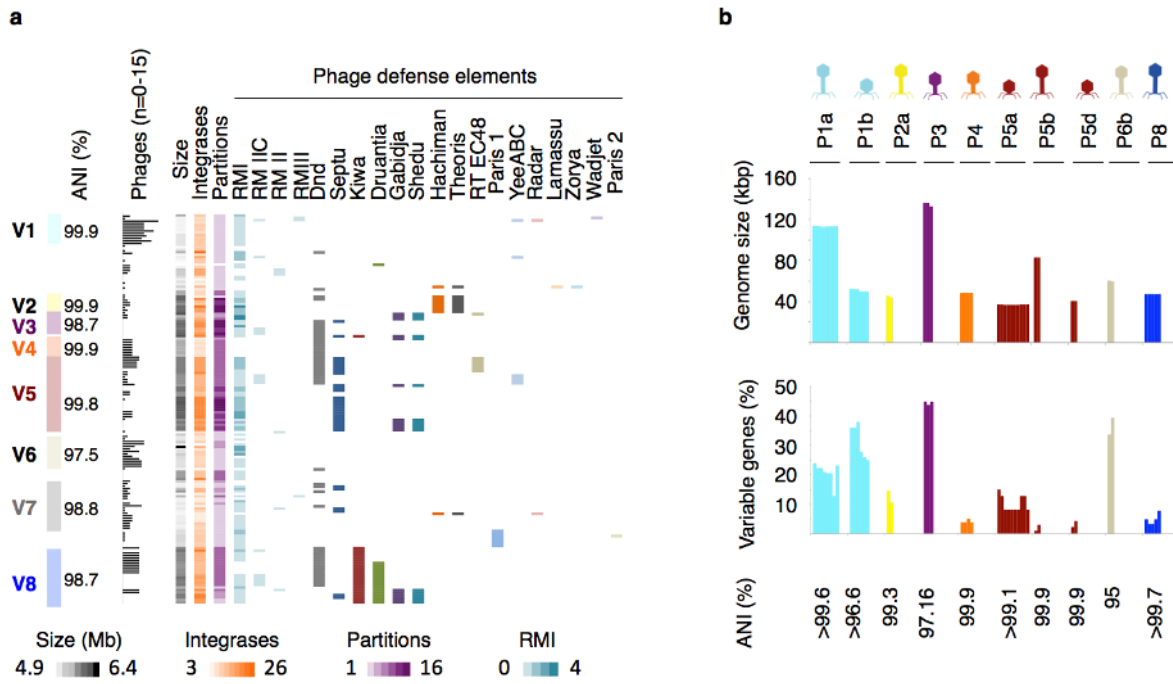 a
Phage defense elements
ANI (%)
Phages (n=0-15)
Size
Integrases
Partitions
RMI
RM IIC
RM II
RMIII
Dnd
Septu
Kiwa
Druantia
Gabidja
Shedu
Hachiman
Theoris
RT EC48
Paris 1
YeeABC
Radar
Lamassu
Zorya
Wadjet
Paris 2
V1 99.9
V2 99.9
V3 98.7
V4 99.9
V5 99.8
V6 97.5
V7 98.8
V8 98.7
Size (Mb)
4.9 6.4
Integrases
3 26
Partitions
1 16
RMI
0 4
b
P1a P1b P2a P3 P4 P5a P5b P5d P6b P8
Genome size (kbp)
160
120
80
40
Variable genes (%)
50
40
30
20
10
ANI (%)
>99.6 >96.6 99.3 97.16 99.9 >99.1 99.9 99.9 95 >99.7